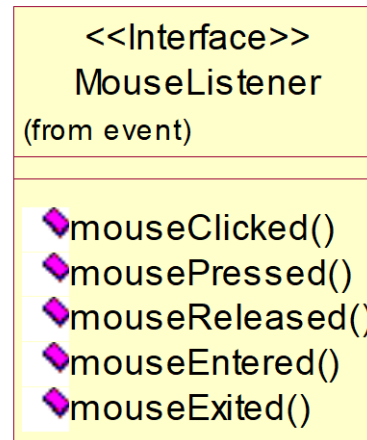 <<Interface>>
MouseListener
(from event)
mouseClicked()
mousePressed()
mouseReleased()
mouseEntered()
mouseExited()